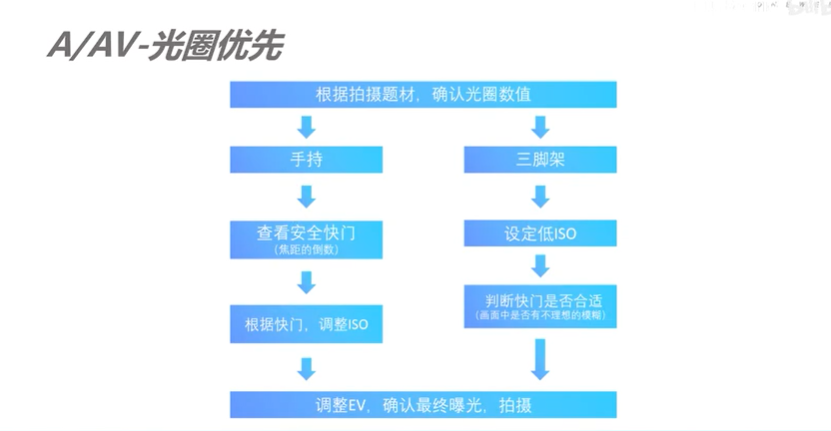 A/AV-光圈优先
根据拍摄题材，确认光圈数值
手持
三脚架
查看安全快门
（焦距的倒数）
设定低ISO
根据快门，调整ISO
判断快门是否合适
（画面中是否有不理想的模糊）
调整EV，确认最终曝光，拍摄